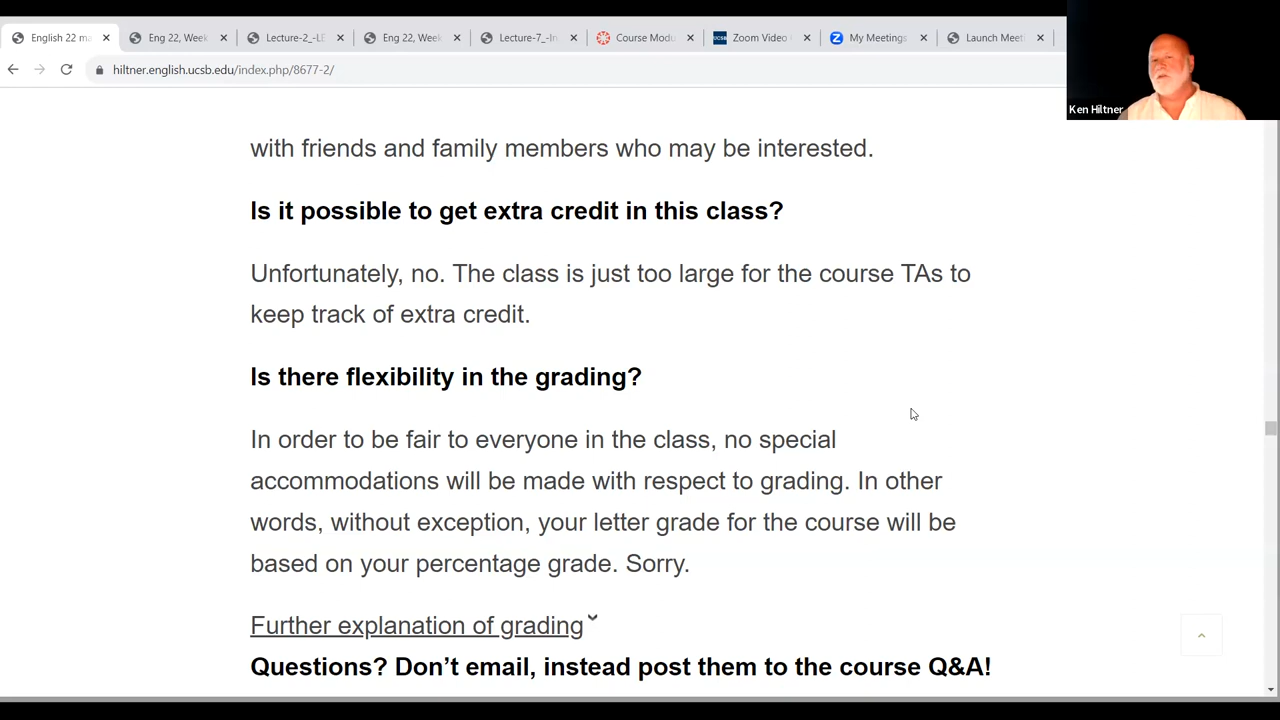 English 22 ma
Eng 22, Week
Lecture-2_-LE
Eng 22, Week
Lecture-7_-In
Course Modu
UCSB
Zoom Video
My Meetings
Launch Meeti
hiltner.english.ucsb.edu/index.php/8677-2/
Ken Hiltner
with friends and family members who may be interested.
Is it possible to get extra credit in this class?
Unfortunately, no. The class is just too large for the course TAs to
keep track of extra credit.
Is there flexibility in the grading?
In order to be fair to everyone in the class, no special
accommodations will be made with respect to grading. In other
words, without exception, your letter grade for the course will be
based on your percentage grade. Sorry.
Further explanation of grading
Questions? Don’t email, instead post them to the course Q&A!